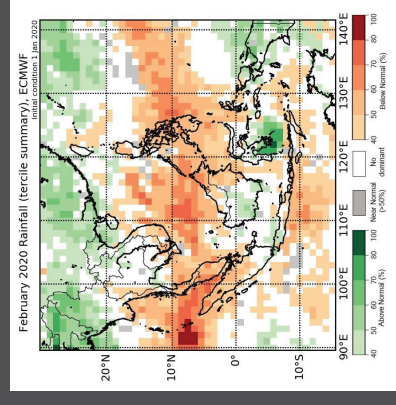 February 2020 Rainfall (tercile summary), ECMWF
Initial condition 1 Jan 2020
20°N
10°N
0°
10°S
90°E 100°E 110°E 120°E 130°E 140°E
40 50 60 70 80 100
Above Normal (%)
Near Normal
(>50%)
No
dominant
40 50 60 70 80 100
Below Normal (%)